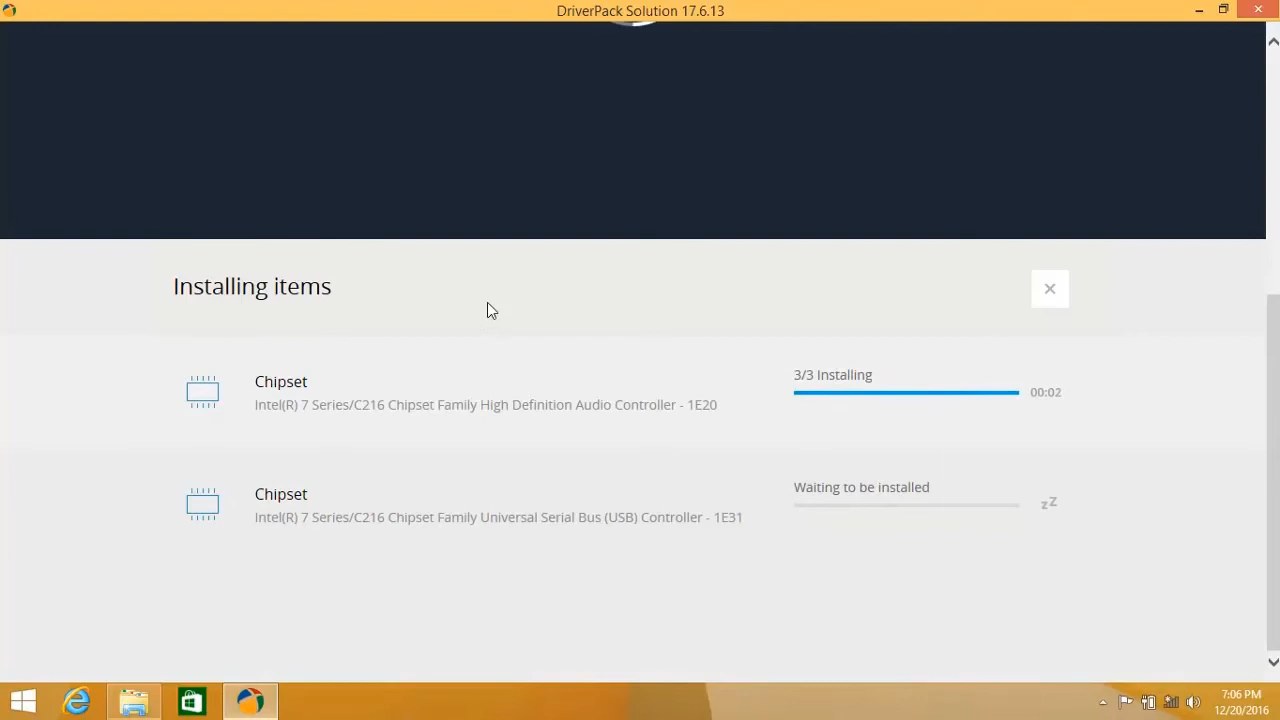 DriverPack Solution 17.6.13
Installing items
Chipset
Intel(R) 7 Series/C216 Chipset Family High Definition Audio Controller - 1E20
3/3 Installing
00:02
Chipset
Intel(R) 7 Series/C216 Chipset Family Universal Serial Bus (USB) Controller - 1E31
Waiting to be installed
zZ
7:06 PM
12/20/2016